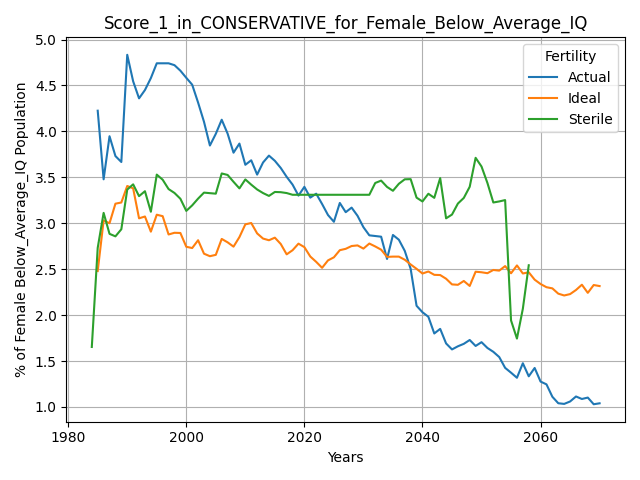 Score_1_in_CONSERVATIVE_for_Female_Below_Average_IQ
% of Female Below_Average_IQ Population
5.0
4.5
4.0
3.5
3.0
2.5
2.0
1.5
1.0
Fertility
Actual
Ideal
Sterile
1980
2000
2020
2040
2060
Years